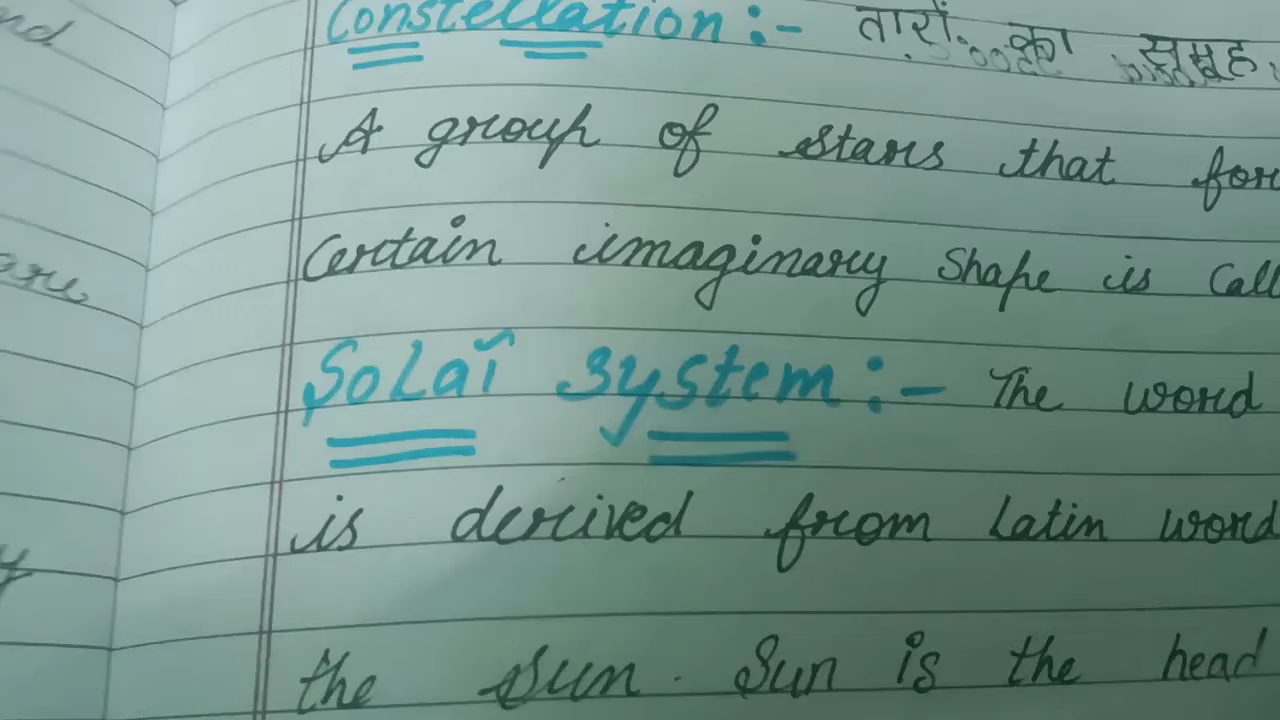 Constellation :- तारों का समूह
A group of stars that for
certain imaginary shape is call
Solar System :- The word
is derived from Latin word
the sun. Sun is the head